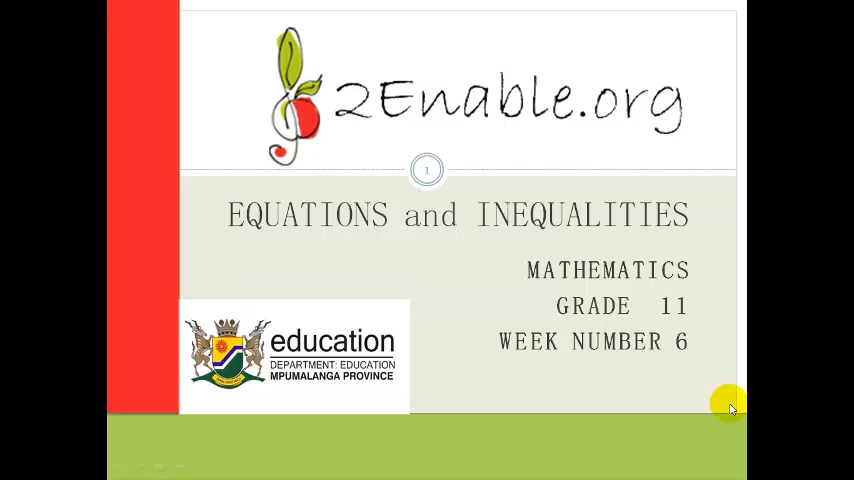 2Enable.org
1
EQUATIONS and INEQUALITIES
MATHEMATICS
GRADE 11
WEEK NUMBER 6
education
DEPARTMENT: EDUCATION
MPUMALANGA PROVINCE